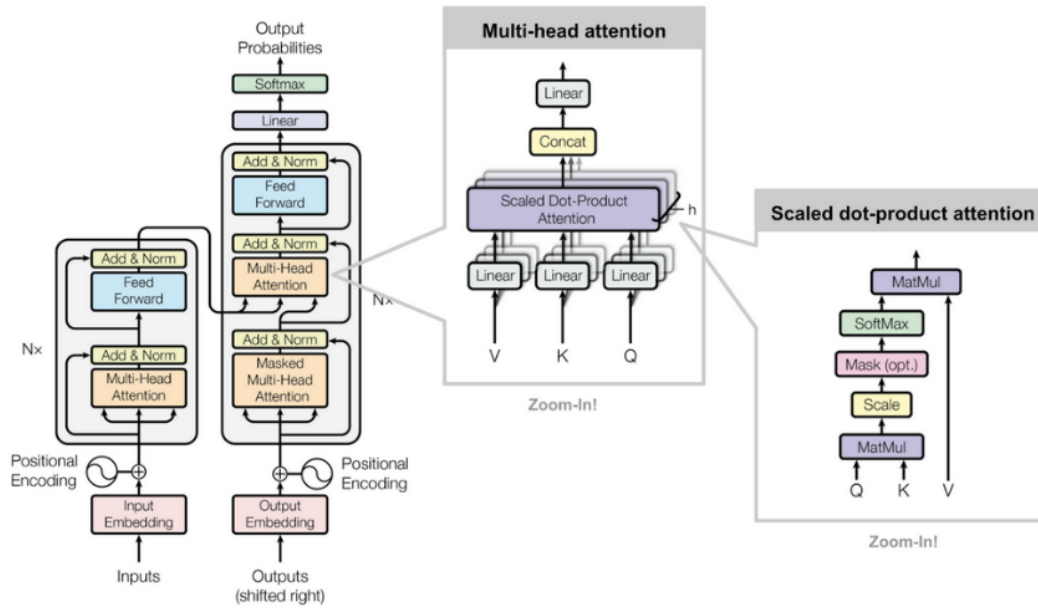 Output
Probabilities
Softmax
Linear
Add & Norm
Feed
Forward
Add & Norm
Multi-Head
Attention
Nx
Add & Norm
Masked
Multi-Head
Attention
Positional
Encoding
Output
Embedding
Outputs
(shifted right)
Add & Norm
Feed
Forward
Nx
Add & Norm
Multi-Head
Attention
Positional
Encoding
Input
Embedding
Inputs
Multi-head attention
Linear
Concat
Scaled Dot-Product
Attention
h
Linear Linear Linear
V K Q
Zoom-In!
Scaled dot-product attention
MatMul
SoftMax
Mask (opt.)
Scale
MatMul
Q K V
Zoom-In!